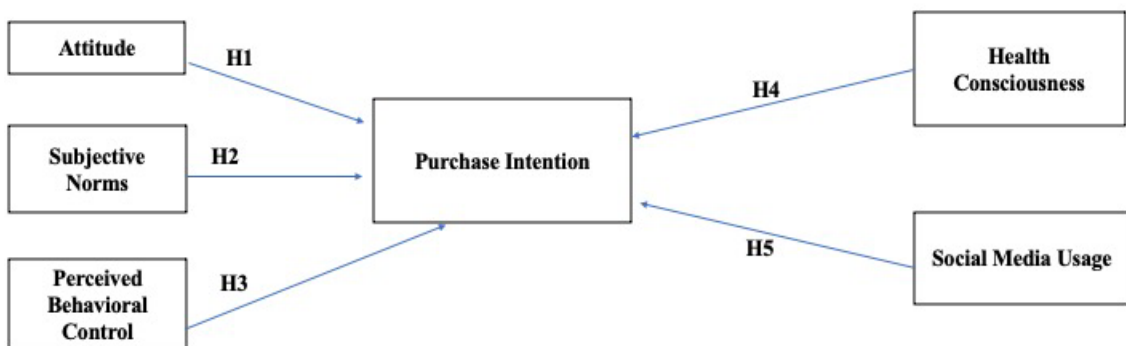 Attitude
H1
Subjective
Norms
H2
Perceived
Behavioral
Control
H3
Purchase Intention
Health
Consciousness
H4
Social Media Usage
H5